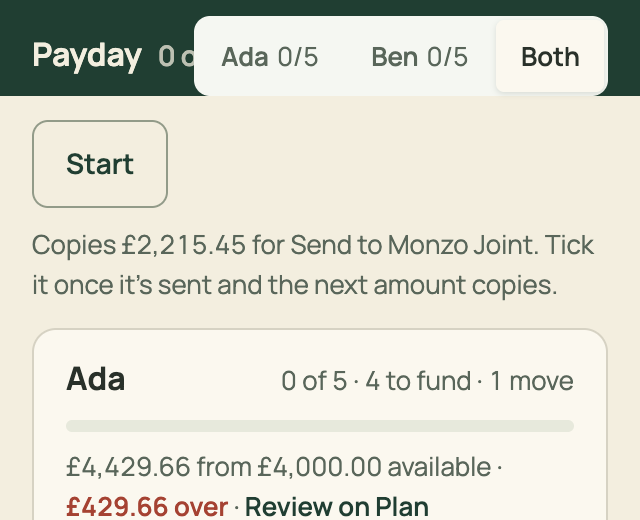 Payday 0 o Ada 0/5 Ben 0/5 Both
Start
Copies £2,215.45 for Send to Monzo Joint. Tick
it once it's sent and the next amount copies.
Ada 0 of 5 · 4 to fund · 1 move
£4,429.66 from £4,000.00 available ·
£429.66 over · Review on Plan